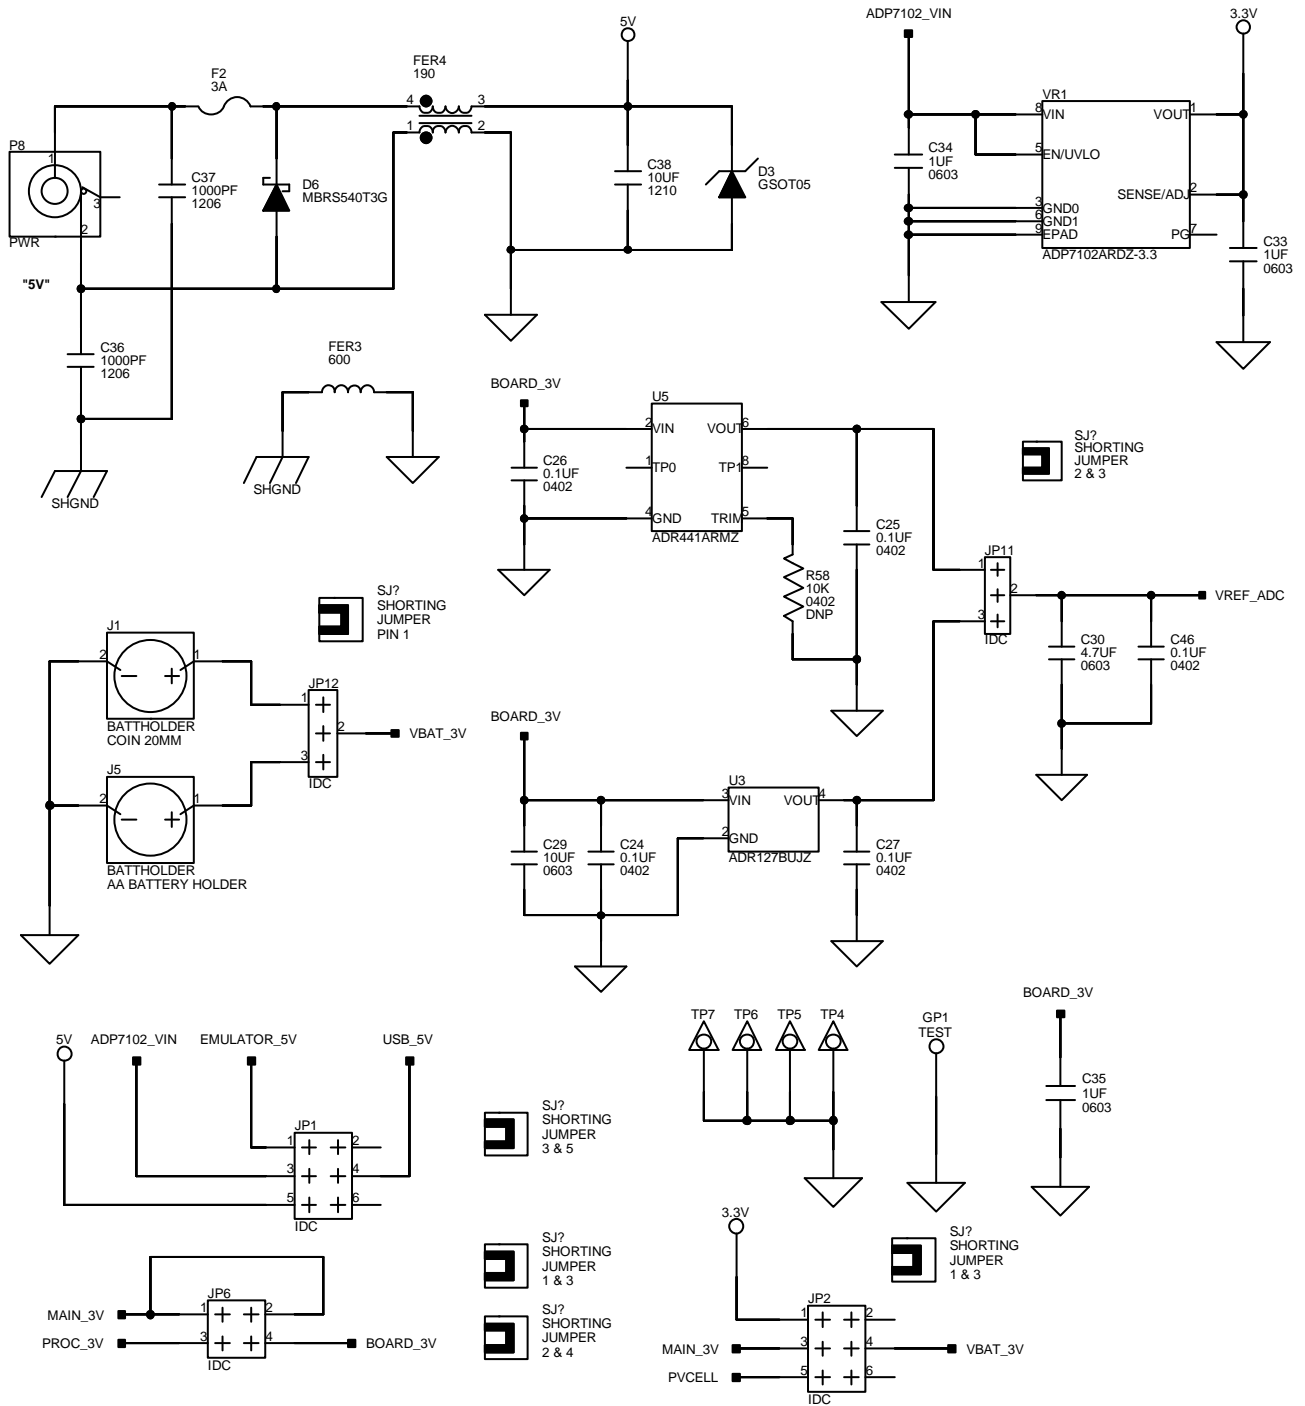 5V
ADP7102_VIN
3.3V
F2
3A
FER4
190
4
3
1
2
P8
1
3
2
PWR
"5V"
C37
1000PF
1206
D6
MBRS540T3G
C38
10UF
1210
D3
GSOT05
C34
1UF
0603
VR1
8
VIN
VOUT
1
5
EN/UVLO
SENSE/ADJ
2
3
GND0
6
GND1
9
EPAD
PG
7
ADP7102ARDZ-3.3
C33
1UF
0603
C36
1000PF
1206
SHGND
FER3
600
SHGND
BOARD_3V
C26
0.1UF
0402
U5
2
VIN
VOUT
6
1
TP0
TP1
8
4
GND
TRIM
5
ADR441ARMZ
R58
10K
0402
DNP
C25
0.1UF
0402
SJ?
SHORTING
JUMPER
2 & 3
JP11
1
2
3
IDC
VREF_ADC
C30
4.7UF
0603
C46
0.1UF
0402
SJ?
SHORTING
JUMPER
PIN 1
J1
2
1
BATTHOLDER
COIN 20MM
J5
2
1
BATTHOLDER
AA BATTERY HOLDER
JP12
1
2
3
IDC
VBAT_3V
BOARD_3V
C29
10UF
0603
C24
0.1UF
0402
U3
3
VIN
VOUT
4
2
GND
ADR127BUJZ
C27
0.1UF
0402
5V
ADP7102_VIN
EMULATOR_5V
USB_5V
JP1
1
2
3
4
5
6
IDC
SJ?
SHORTING
JUMPER
3 & 5
TP7
TP6
TP5
TP4
GP1
TEST
BOARD_3V
C35
1UF
0603
MAIN_3V
PROC_3V
JP6
1
2
3
4
IDC
BOARD_3V
SJ?
SHORTING
JUMPER
1 & 3
SJ?
SHORTING
JUMPER
2 & 4
3.3V
MAIN_3V
PVCELL
JP2
1
2
3
4
5
6
IDC
VBAT_3V
SJ?
SHORTING
JUMPER
1 & 3